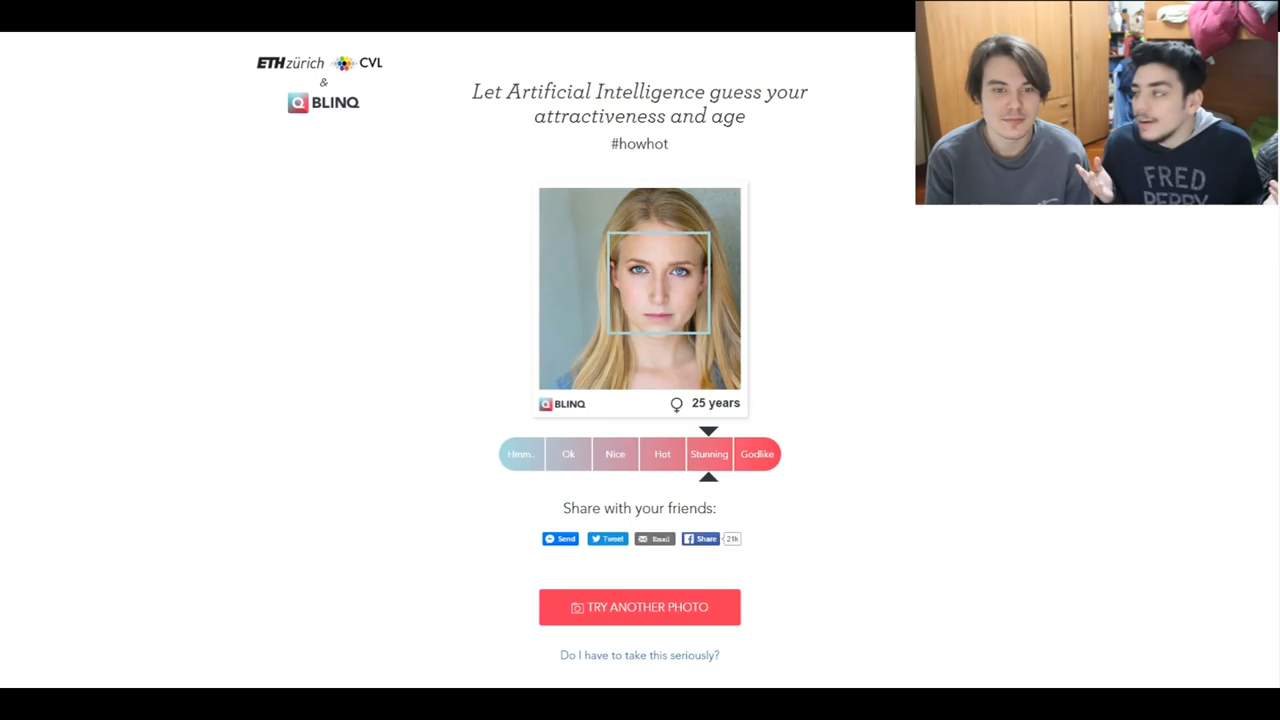 ETH zürich CVL
&
BLINQ
Let Artificial Intelligence guess your
attractiveness and age
#howhot
BLINQ
25 years
Hmm.. Ok Nice Hot Stunning Godlike
Share with your friends:
Send Tweet Email Share 21k
TRY ANOTHER PHOTO
Do I have to take this seriously?
FRED
PERRY